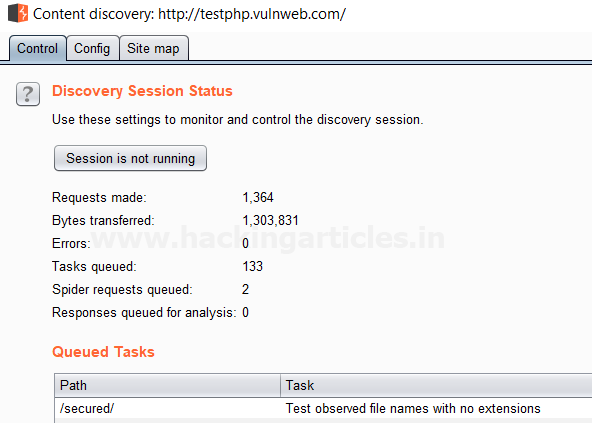 Content discovery: http://testphp.vulnweb.com/
Control Config Site map
? Discovery Session Status
Use these settings to monitor and control the discovery session.
Session is not running
Requests made: 1,364
Bytes transferred: 1,303,831
www.hackingarticles.in
Errors: 0
Tasks queued: 133
Spider requests queued: 2
Responses queued for analysis: 0
Queued Tasks
Path Task
/secured/ Test observed file names with no extensions